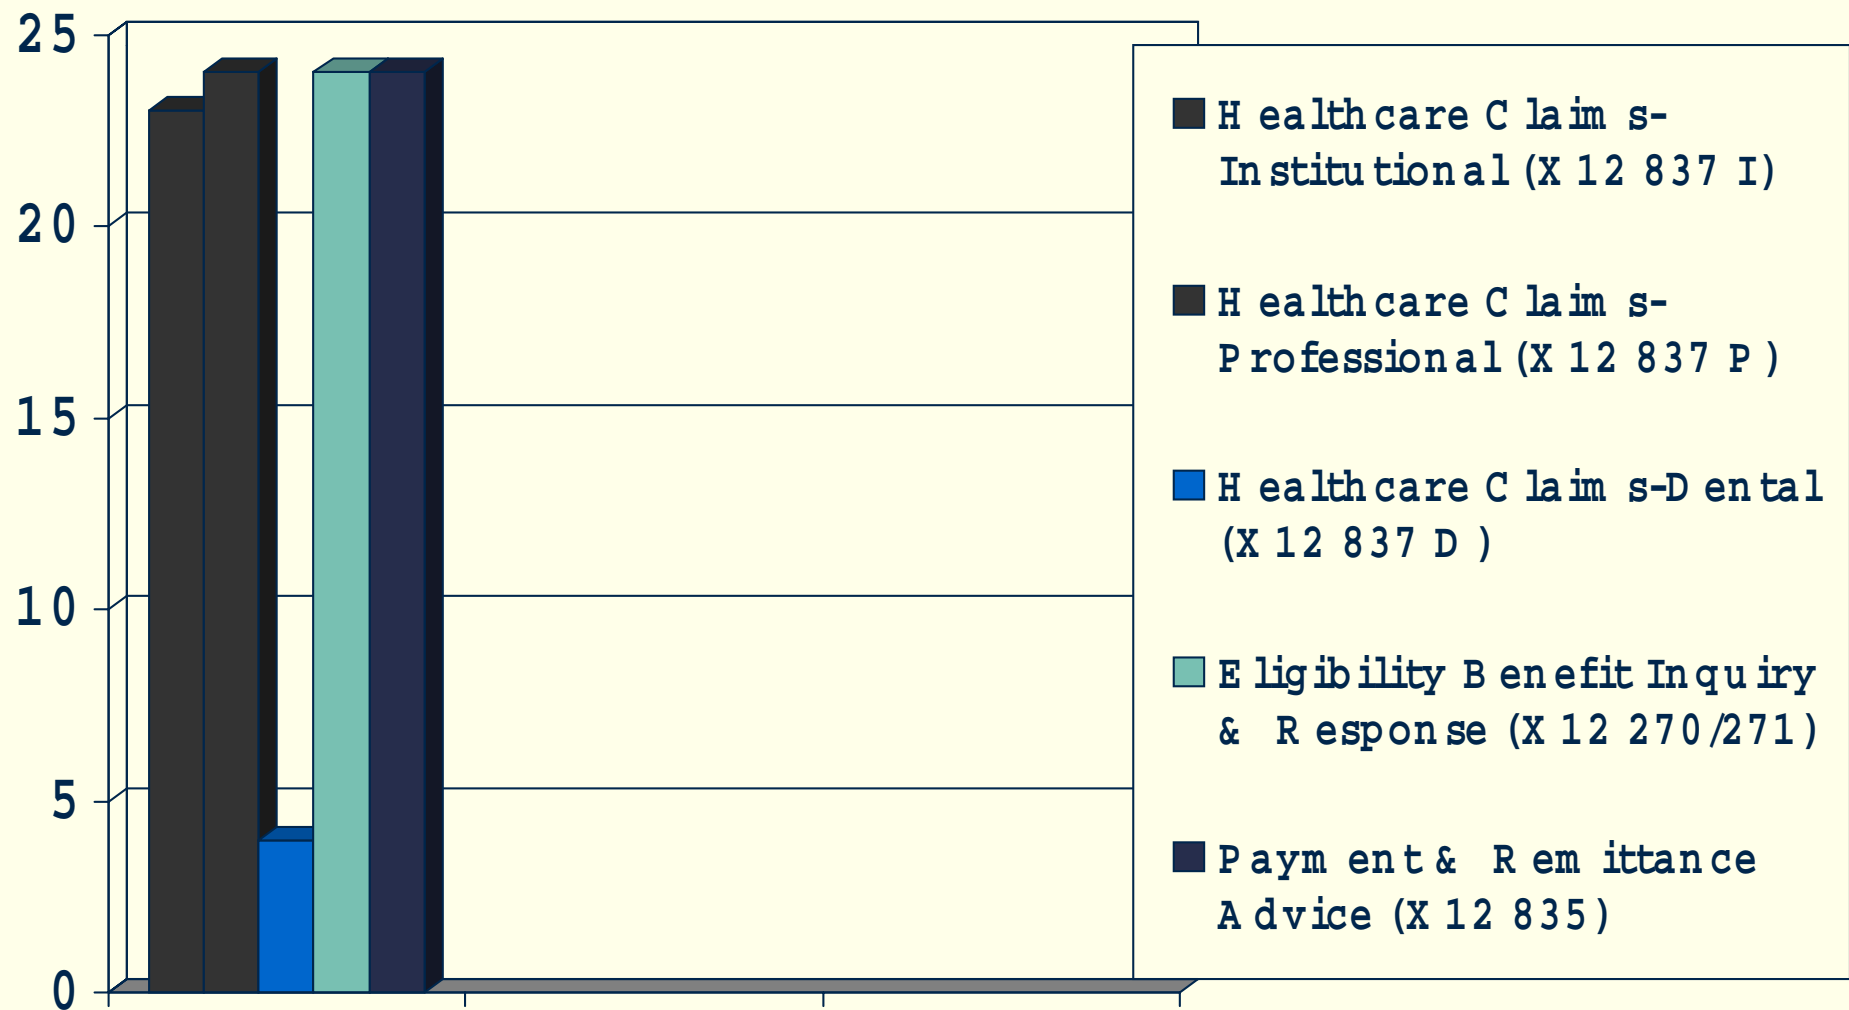 25
20
15
10
5
0
Healthcare Claims-
Institutional (X12 837 I)
Healthcare Claims-
Professional (X12 837 P)
Healthcare Claims-Dental
(X12 837 D)
Eligibility Benefit Inquiry
& Response (X12 270/271)
Payment & Remittance
Advice (X12 835)